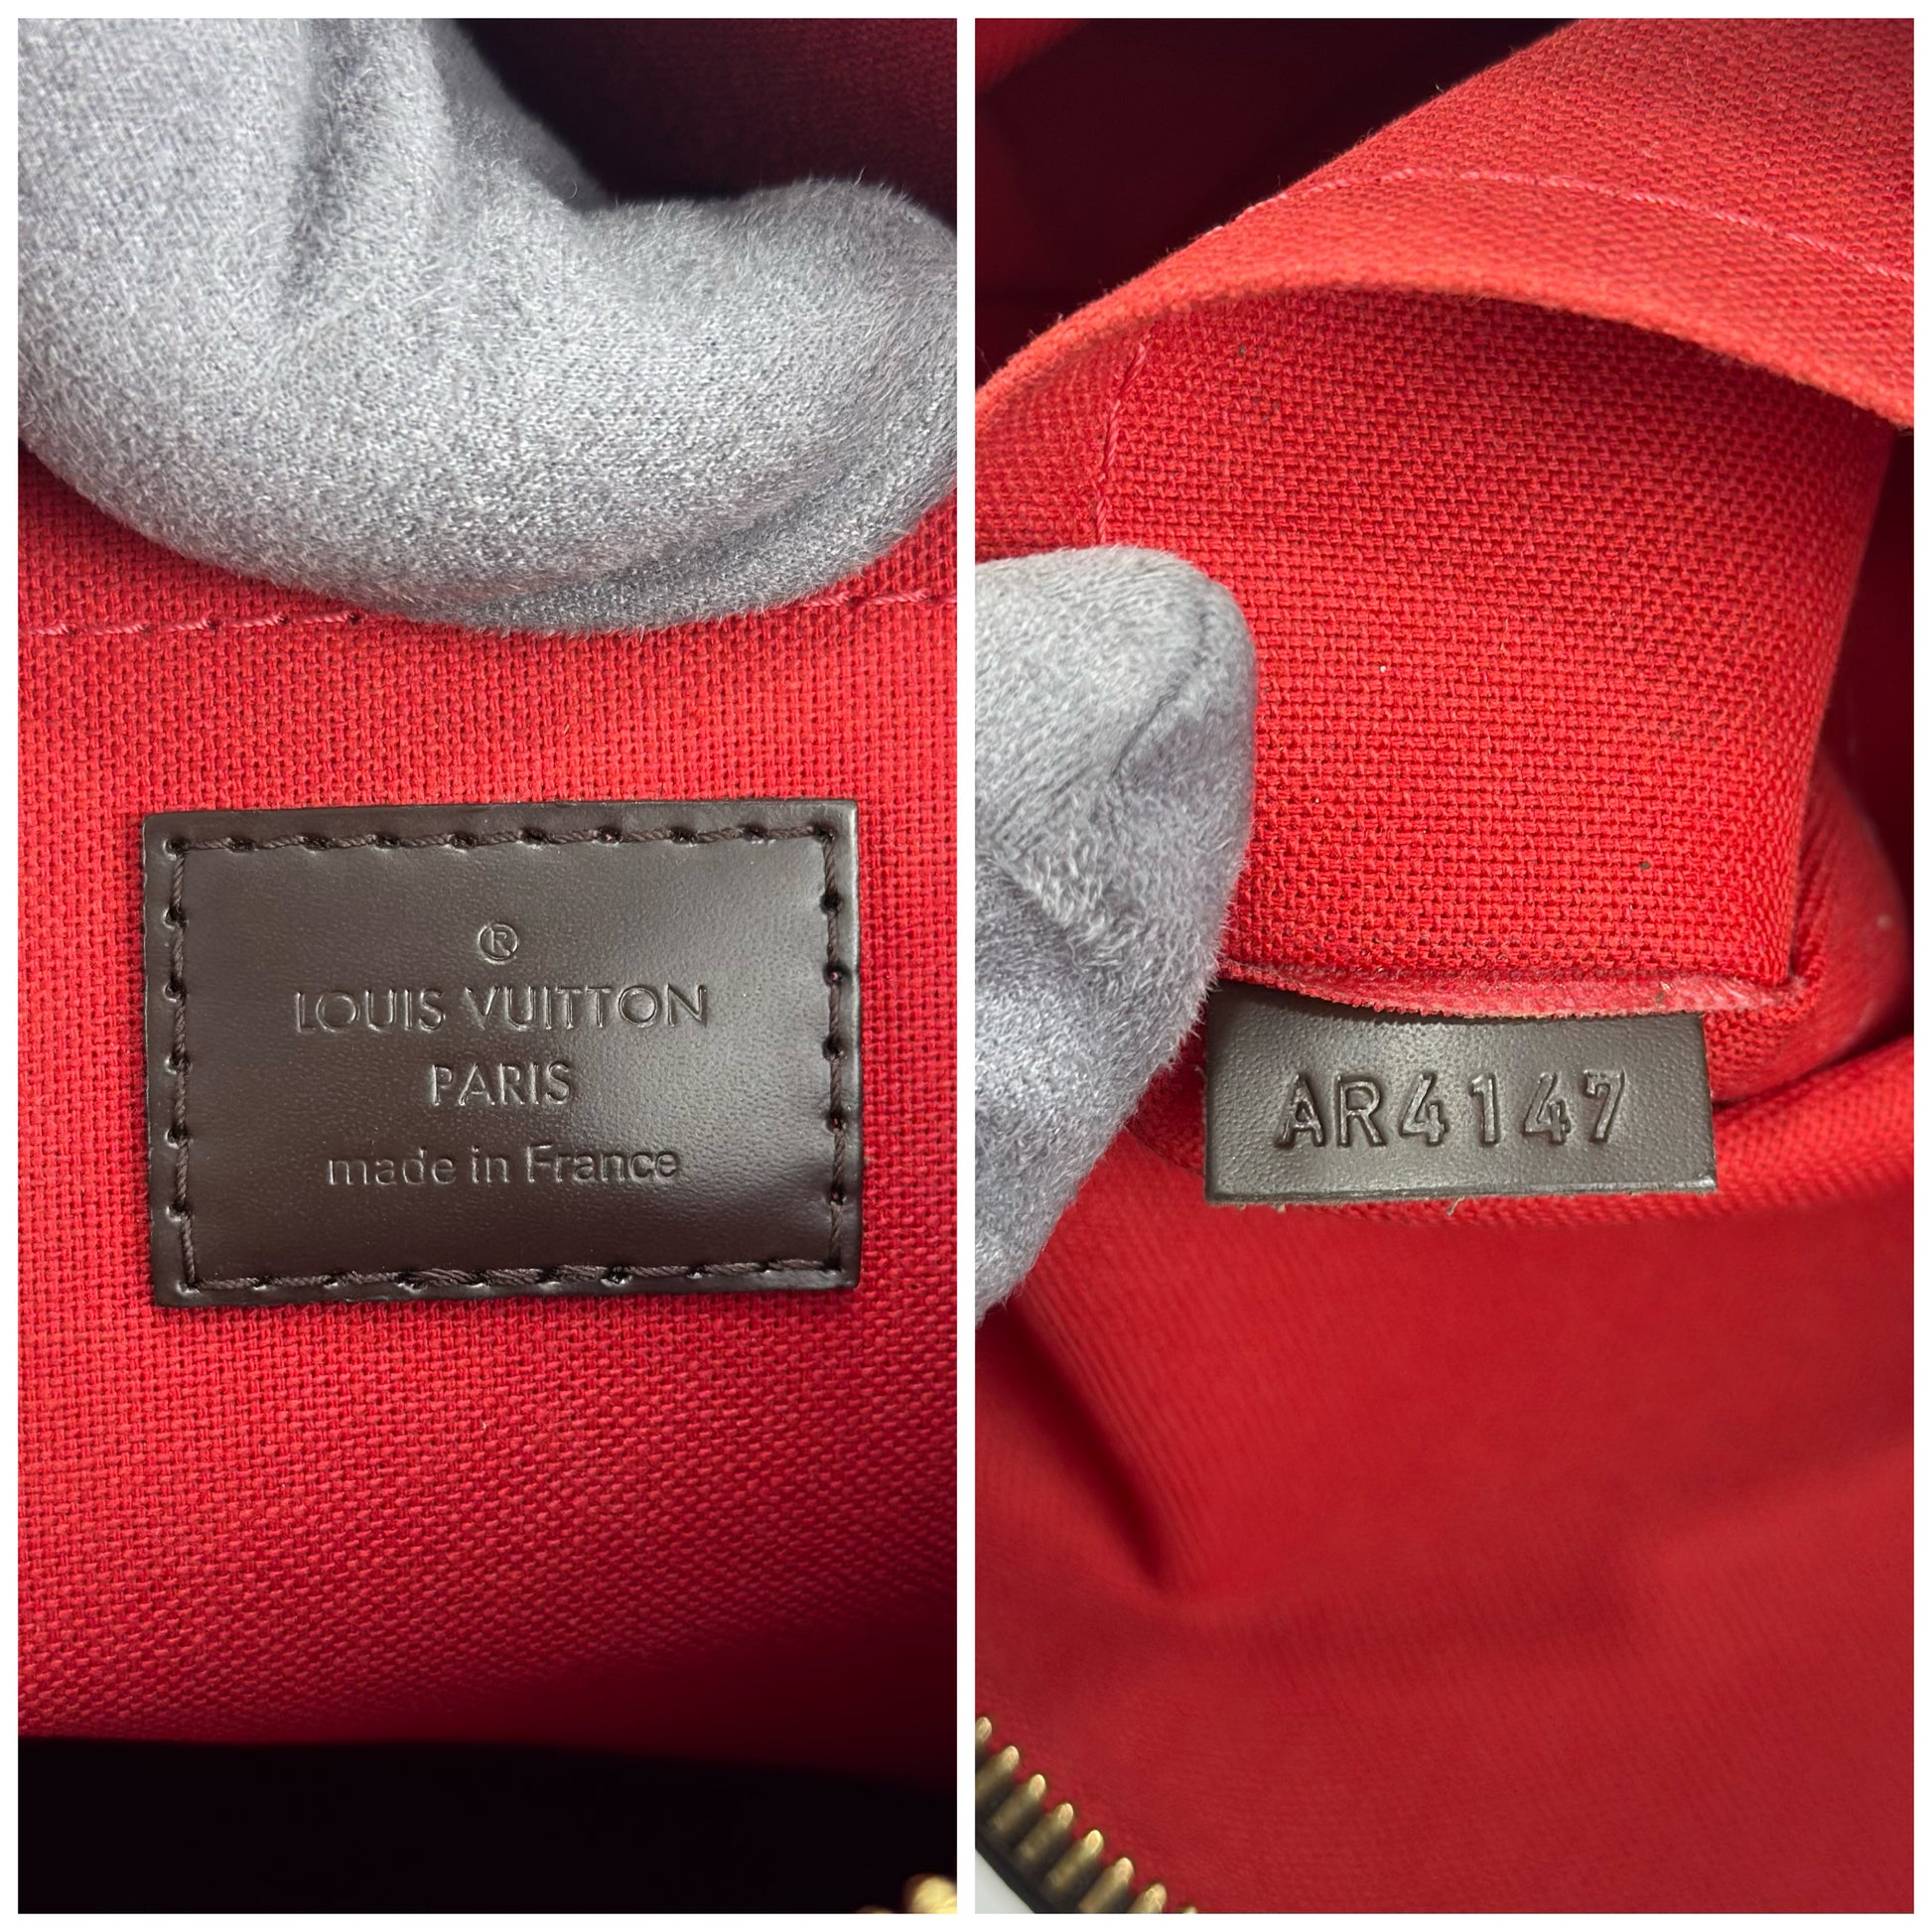 ®
LOUIS VUITTON
PARIS
made in France
AR4147